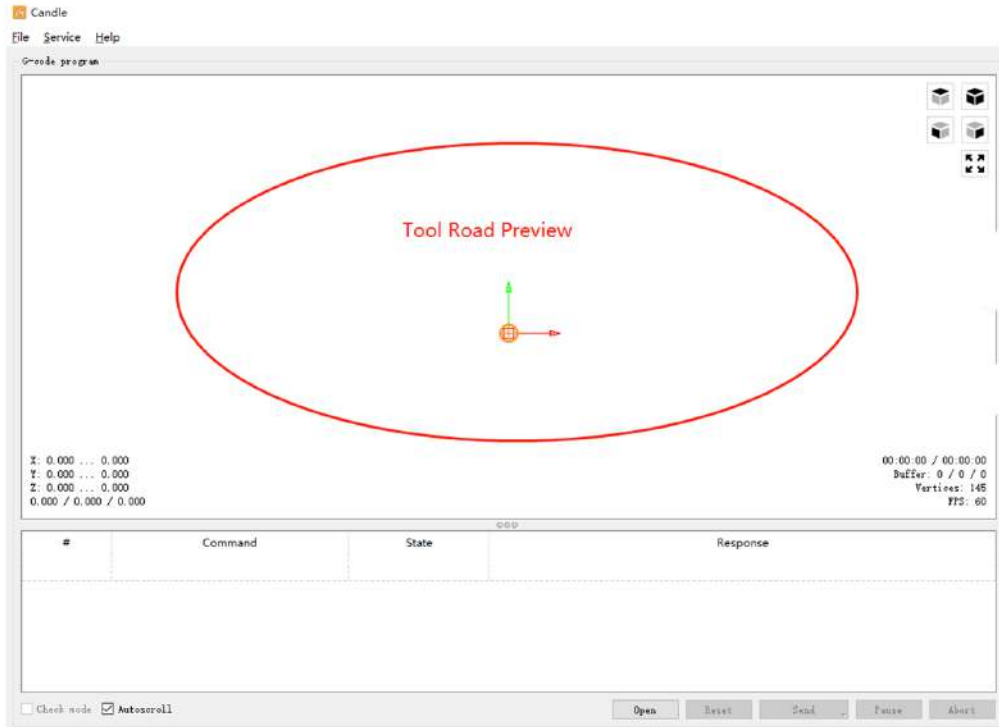 Candle
File Service Help
G-code program
Tool Road Preview
X: 0.000 ... 0.000
Y: 0.000 ... 0.000
Z: 0.000 ... 0.000
0.000 / 0.000 / 0.000
00:00:00 / 00:00:00
Buffer: 0 / 0 / 0
Vertices: 145
FPS: 60
# Command State Response
Check mode Autoscroll Open Reset Send Pause Abort